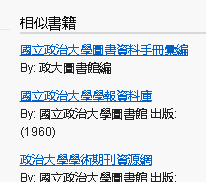 相似書籍
國立政治大學圖書資料手冊彙編
By: 政大圖書館編
國立政治大學學報資料庫
By: 國立政治大學圖書館 出版:
(1960)
政治大學學術期刊資源網
By: 國立政治大學圖書館 出版: